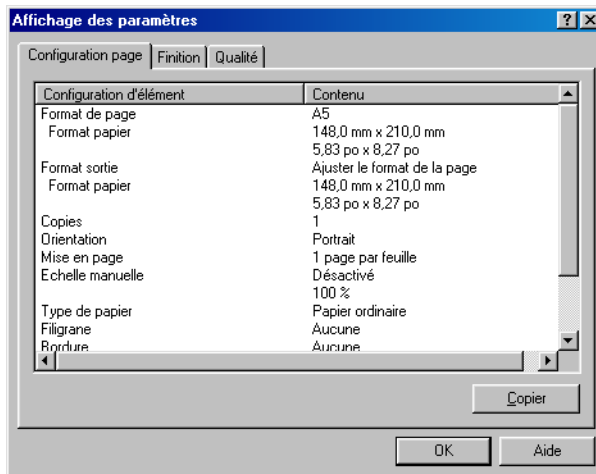 Affichage des paramètres
Configuration page Finition Qualité
Configuration d'élément Contenu
Format de page A5
Format papier 148,0 mm x 210,0 mm
5,83 po x 8,27 po
Format sortie Ajuster le format de la page
Format papier 148,0 mm x 210,0 mm
5,83 po x 8,27 po
Copies 1
Orientation Portrait
Mise en page 1 page par feuille
Echelle manuelle Désactivé
100 %
Type de papier Papier ordinaire
Filigrane Aucune
Bordure Aucune
Copier
OK Aide